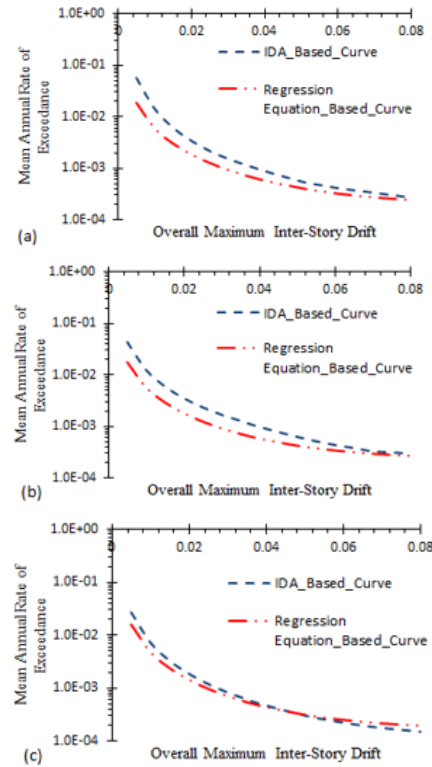 1.0E+00
0 0.02 0.04 0.06 0.08
1.0E-01
1.0E-02
1.0E-03
1.0E-04
Mean Annual Rate of
Exceedance
IDA_Based_Curve
Regression
Equation_Based_Curve
(a)
Overall Maximum Inter-Story Drift
1.0E+00
0 0.02 0.04 0.06 0.08
1.0E-01
1.0E-02
1.0E-03
1.0E-04
Mean Annual Rate of
Exceedance
IDA_Based_Curve
Regression
Equation_Based_Curve
(b)
Overall Maximum Inter-Story Drift
1.0E+00
0 0.02 0.04 0.06 0.08
1.0E-01
1.0E-02
1.0E-03
1.0E-04
Mean Annual Rate of
Exceedance
IDA_Based_Curve
Regression
Equation_Based_Curve
(c)
Overall Maximum Inter-Story Drift